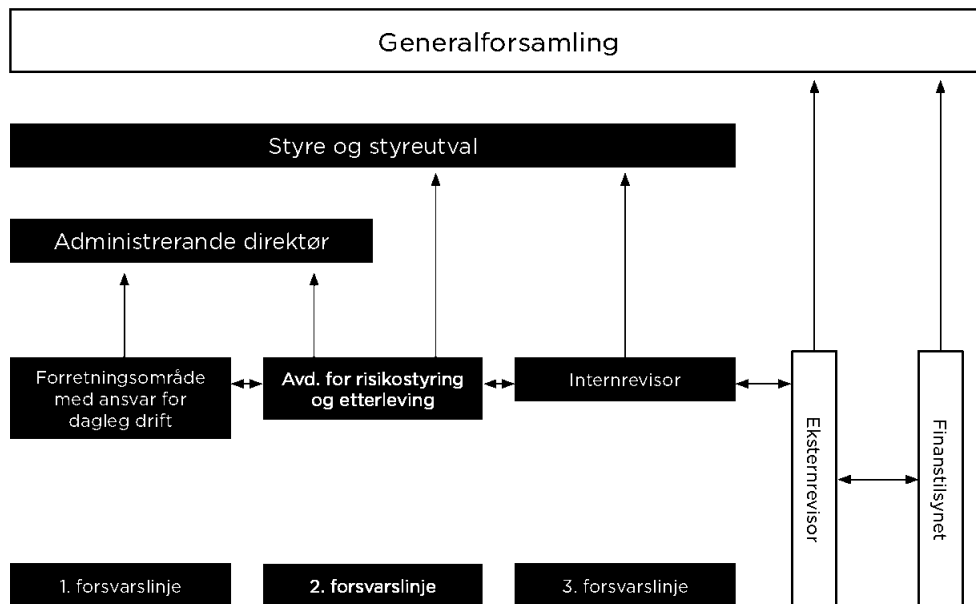 Generalforsamling
Styre og styreutval
Administrerande direktør
Forretningsområde
med ansvar for
dagleg drift
Avd. for risikostyring
og etterleving
Internrevisor
Eksternrevisor
Finanstilsynet
1. forsvarslinje
2. forsvarslinje
3. forsvarslinje